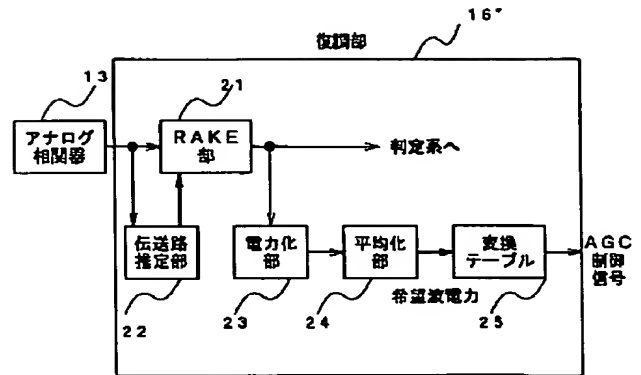 16'
復調部
13
21
アナログ
相関器
RAKE
部
判定系へ
伝送路
推定部
電力化
部
平均化
部
変換
テーブル
AGC
制御
信号
希望波電力
22
23
24
25